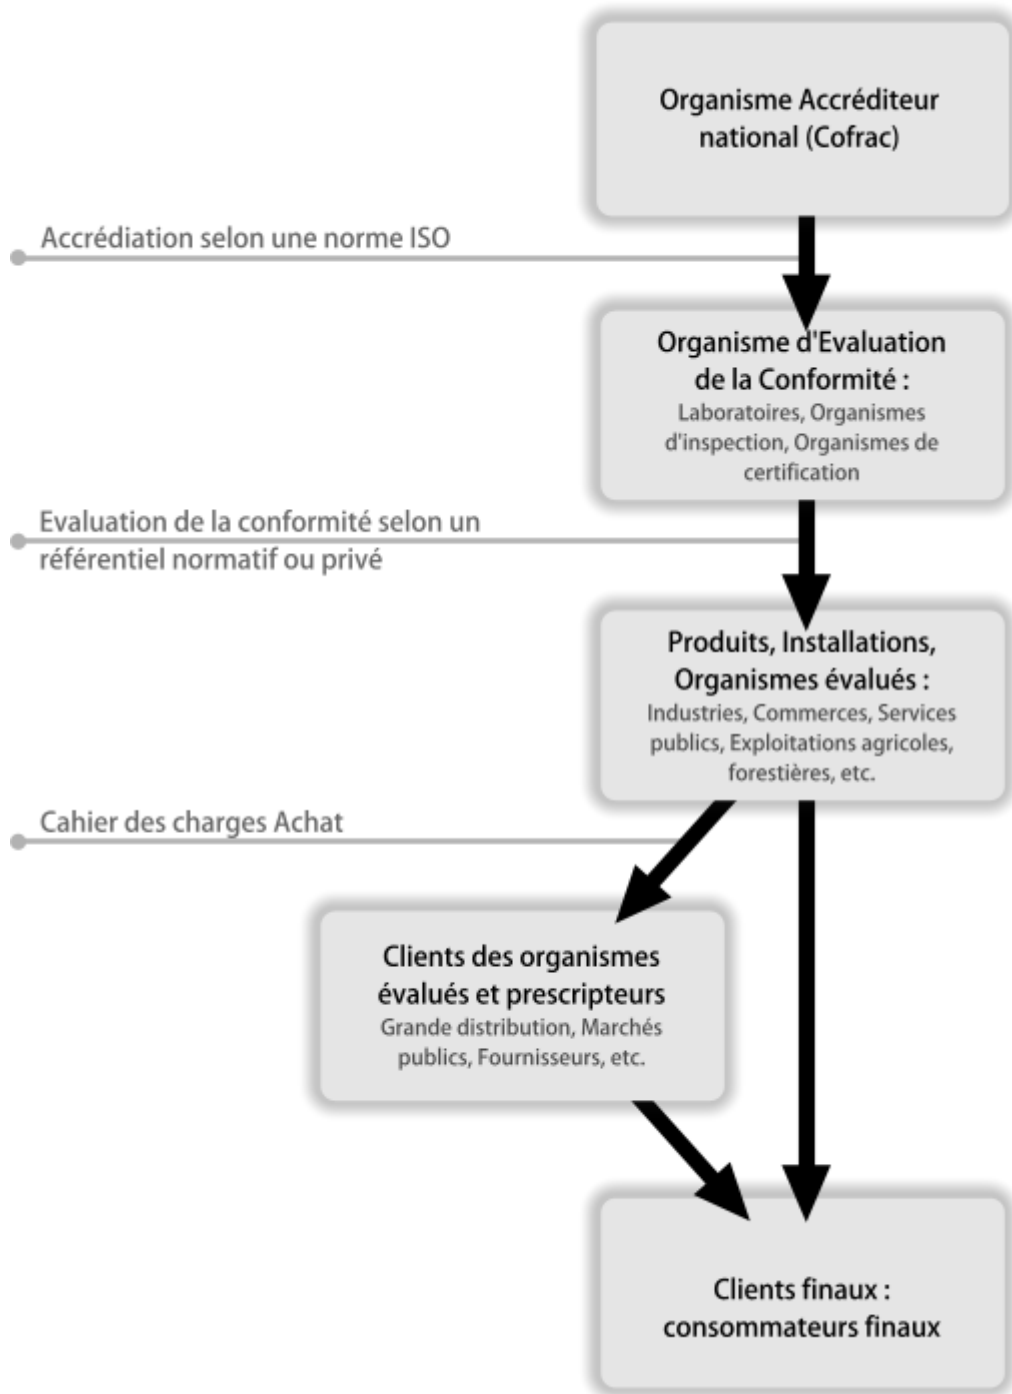 Organisme Accréditeur
national (Cofrac)
Accrédiation selon une norme ISO
Organisme d'Evaluation
de la Conformité :
Laboratoires, Organismes
d'inspection, Organismes de
certification
Evaluation de la conformité selon un
référentiel normatif ou privé
Produits, Installations,
Organismes évalués :
Industries, Commerces, Services
publics, Exploitations agricoles,
forestières, etc.
Cahier des charges Achat
Clients des organismes
évalués et prescripteurs
Grande distribution, Marchés
publics, Fournisseurs, etc.
Clients finaux :
consommateurs finaux